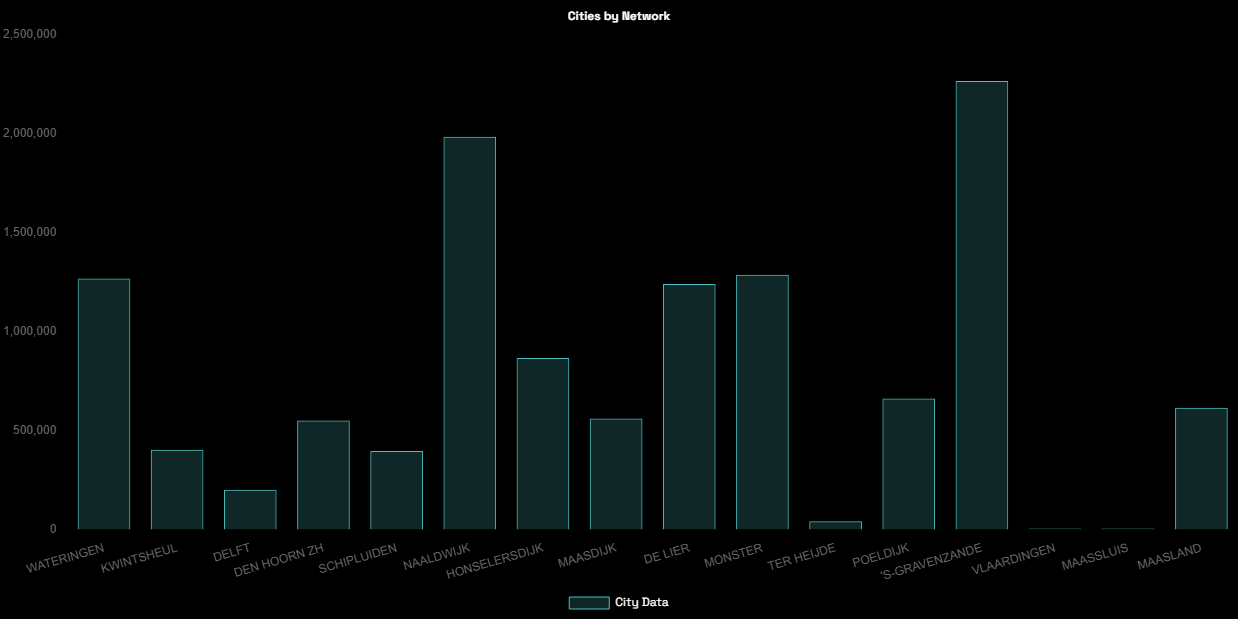 Cities by Network
2,500,000
2,000,000
1,500,000
1,000,000
500,000
0
WATERINGEN
KWINTSHEUL
DELFT
DEN HOORN ZH
SCHIPLUIDEN
NAALDWIJK
HONSELERSDIJK
MAASDIJK
DE LIER
MONSTER
TER HEIJDE
POELDIJK
'S-GRAVENZANDE
VLAARDINGEN
MAASSLUIS
MAASLAND
City Data